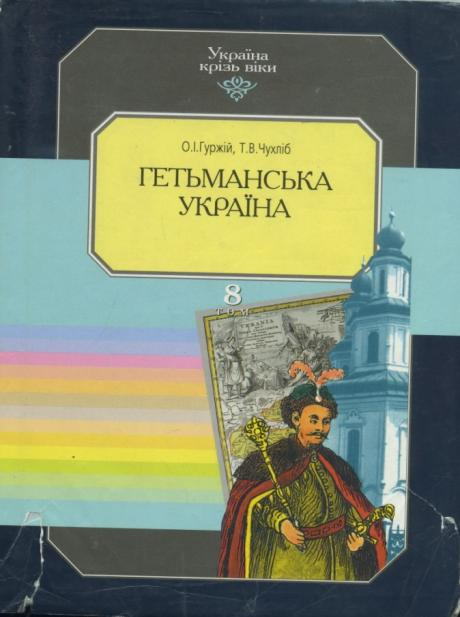 Україна
крізь віки
О.І.Гуржій, Т.В.Чухліб
ГЕТЬМАНСЬКА
УКРАЇНА
8
ТОМ